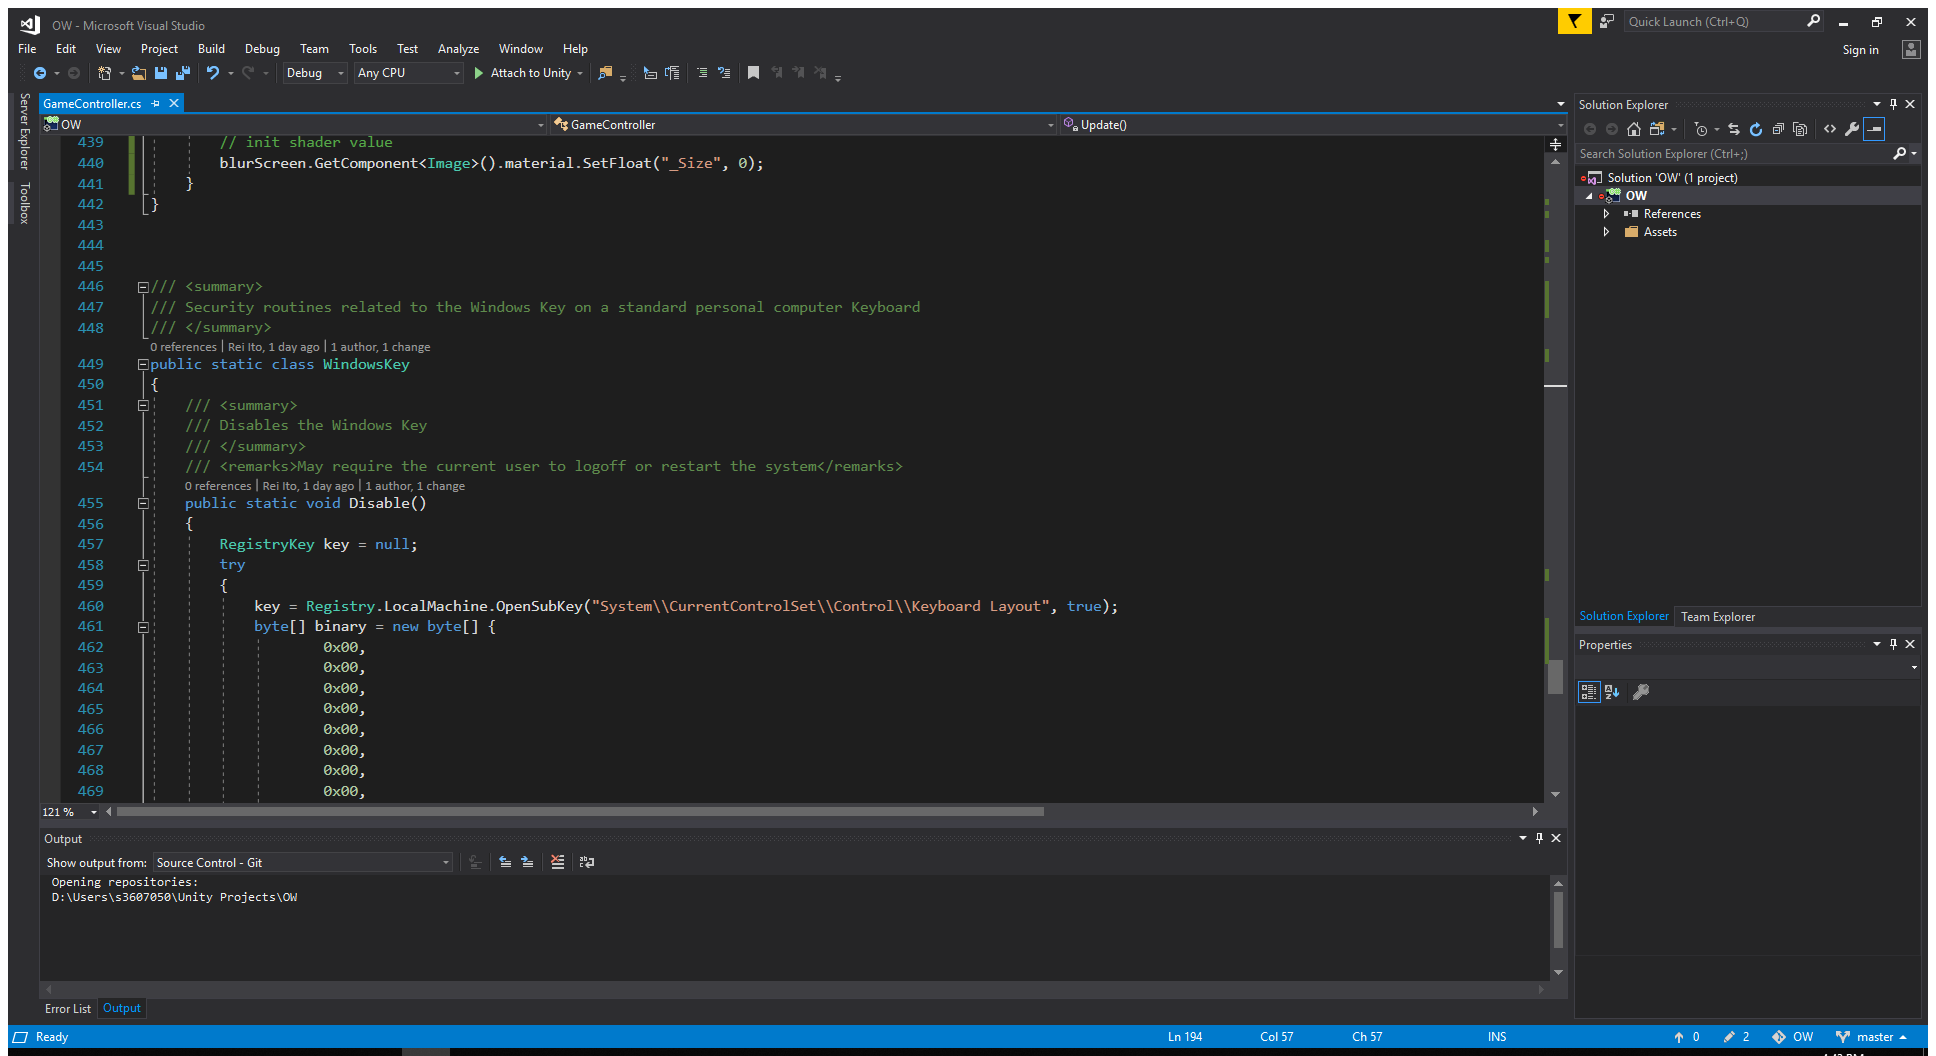 OW - Microsoft Visual Studio
Quick Launch (Ctrl+Q)
File Edit View Project Build Debug Team Tools Test Analyze Window Help
Sign in
Debug Any CPU Attach to Unity
Server Explorer
Toolbox
GameController.cs
OW GameController Update()
439 // init shader value
440 blurScreen.GetComponent<Image>().material.SetFloat("_Size", 0);
441 }
442 }
443
444
445
446 /// <summary>
447 /// Security routines related to the Windows Key on a standard personal computer Keyboard
448 /// </summary>
0 references | Rei Ito, 1 day ago | 1 author, 1 change
449 public static class WindowsKey
450 {
451 /// <summary>
452 /// Disables the Windows Key
453 /// </summary>
454 /// <remarks>May require the current user to logoff or restart the system</remarks>
0 references | Rei Ito, 1 day ago | 1 author, 1 change
455 public static void Disable()
456 {
457 RegistryKey key = null;
458 try
459 {
460 key = Registry.LocalMachine.OpenSubKey("System\\CurrentControlSet\\Control\\Keyboard Layout", true);
461 byte[] binary = new byte[] {
462 0x00,
463 0x00,
464 0x00,
465 0x00,
466 0x00,
467 0x00,
468 0x00,
469 0x00,
121 %
Output
Show output from: Source Control - Git
Opening repositories:
D:\Users\s3607050\Unity Projects\OW
Error List Output
Solution Explorer
Search Solution Explorer (Ctrl+;)
Solution 'OW' (1 project)
OW
References
Assets
Solution Explorer Team Explorer
Properties
Ready Ln 194 Col 57 Ch 57 INS 0 2 OW master